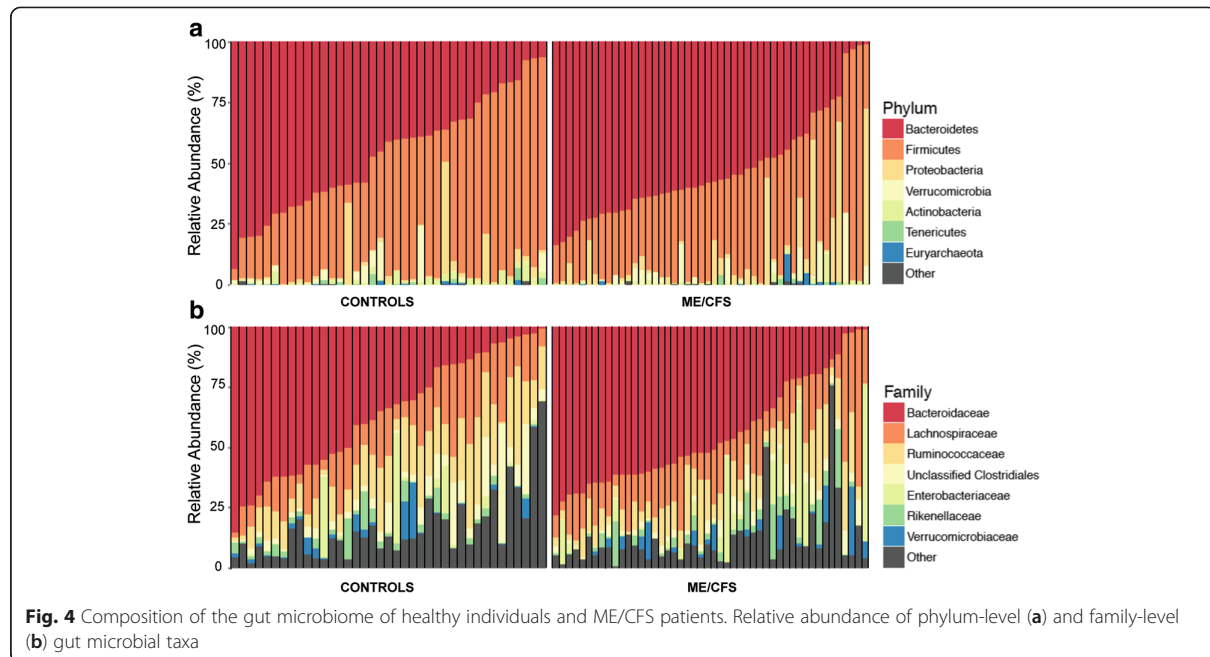 a
Relative Abundance (%)
100
75
50
25
0
CONTROLS
ME/CFS
Phylum
Bacteroidetes
Firmicutes
Proteobacteria
Verrucomicrobia
Actinobacteria
Tenericutes
Euryarchaeota
Other
b
Relative Abundance (%)
100
75
50
25
0
CONTROLS
ME/CFS
Family
Bacteroidaceae
Lachnospiraceae
Ruminococcaceae
Unclassified Clostridiales
Enterobacteriaceae
Rikenellaceae
Verrucomicrobiaceae
Other
Fig. 4 Composition of the gut microbiome of healthy individuals and ME/CFS patients. Relative abundance of phylum-level (a) and family-level
(b) gut microbial taxa